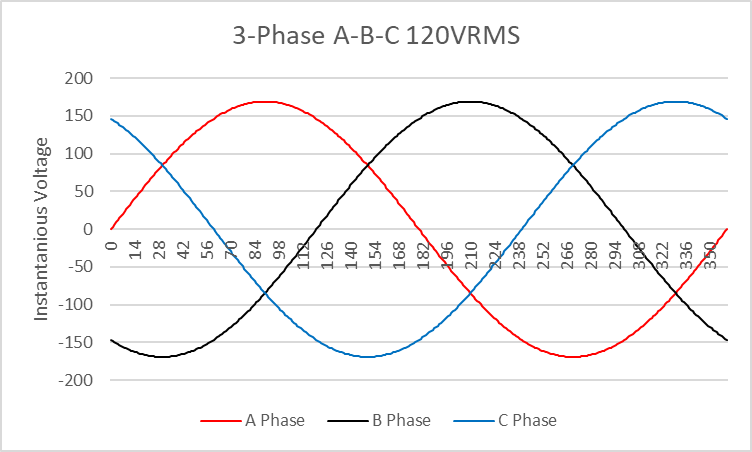 3-Phase A-B-C 120VRMS
Instantanious Voltage
200
150
100
50
0
-50
-100
-150
-200
0 14 28 42 56 70 84 98 112 126 140 154 168 182 196 210 224 238 252 266 280 294 308 322 336 350
A Phase B Phase C Phase